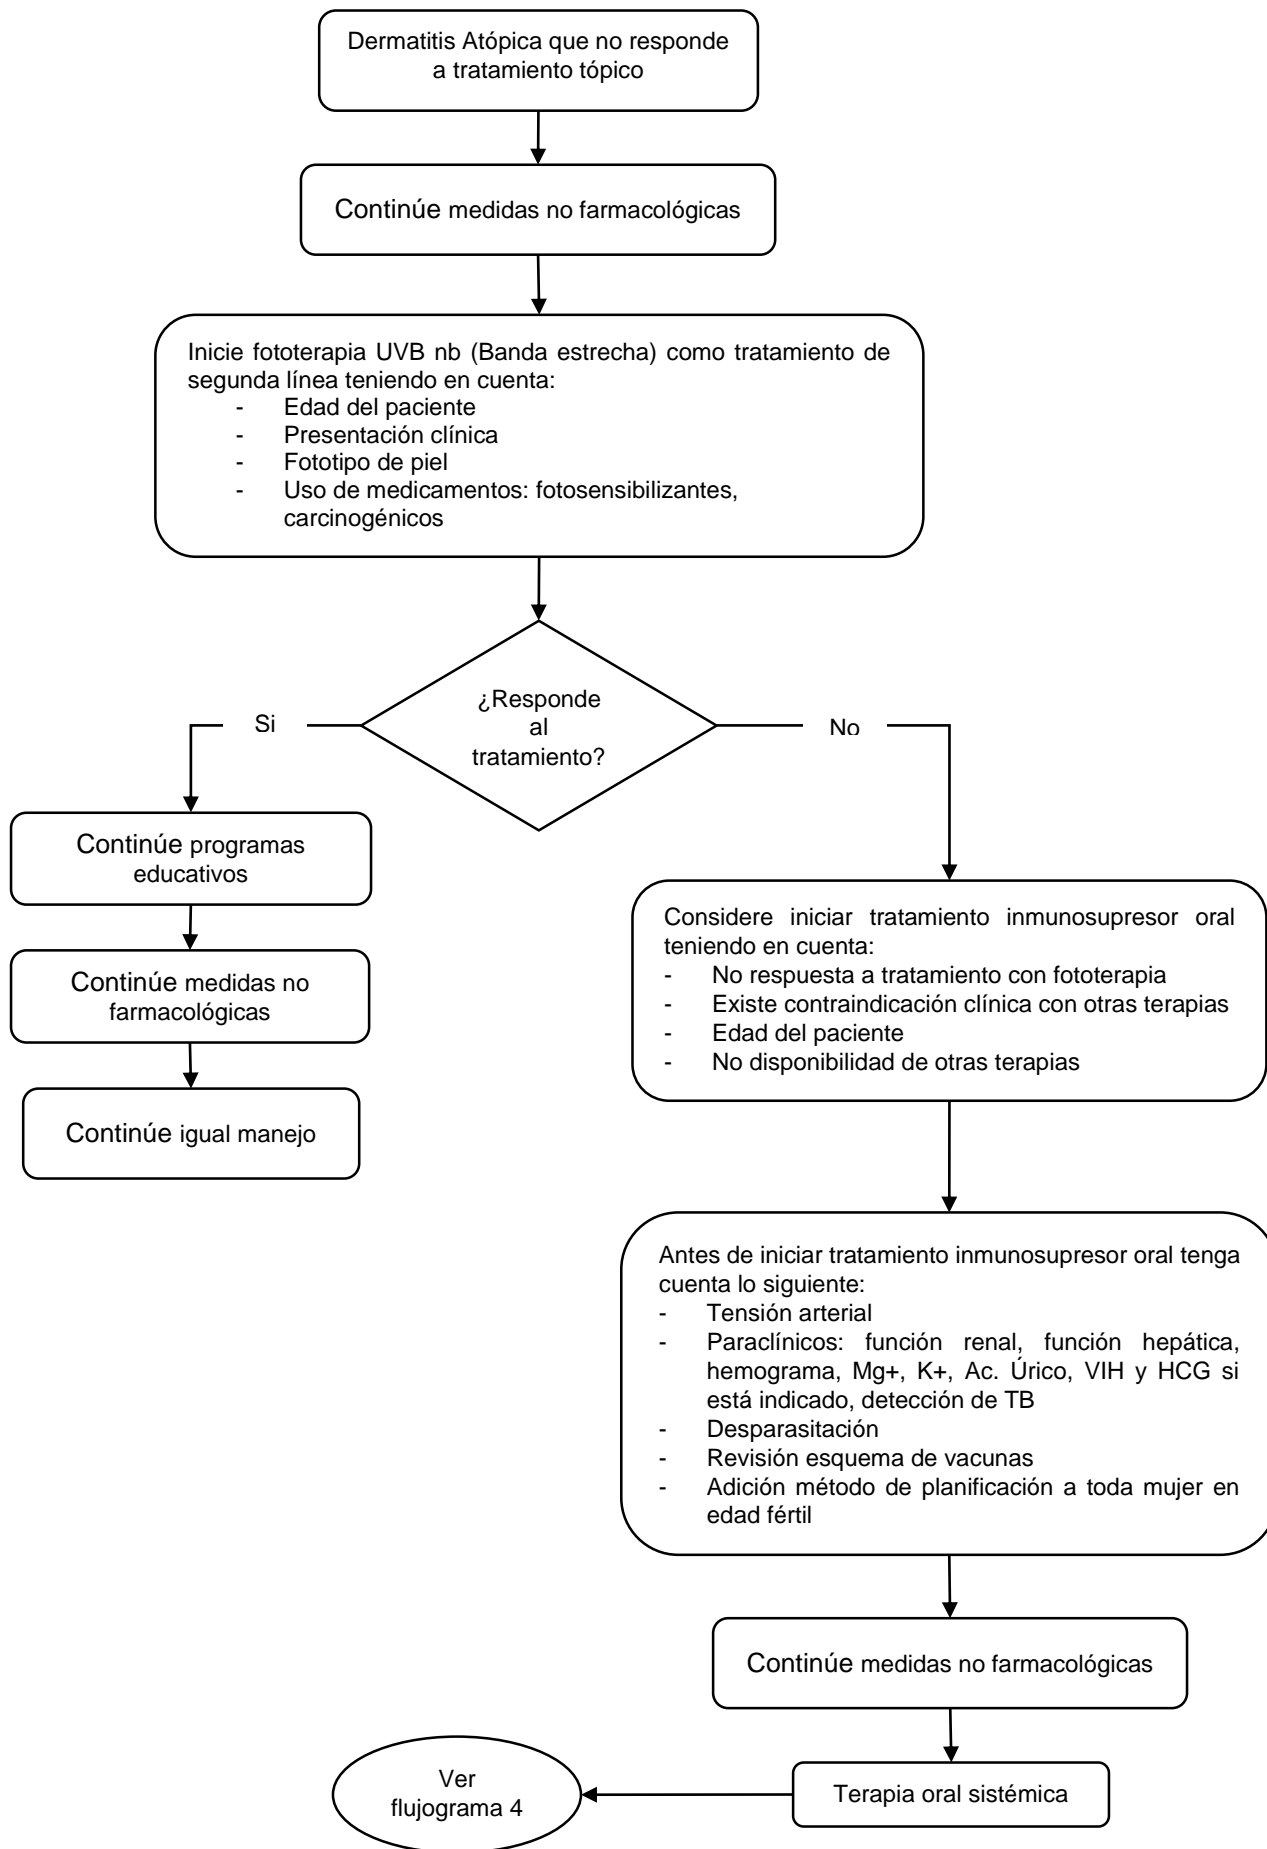 Dermatitis Atópica que no responde
a tratamiento tópico
Continúe medidas no farmacológicas
Inicie fototerapia UVB nb (Banda estrecha) como tratamiento de
segunda línea teniendo en cuenta:
- Edad del paciente
- Presentación clínica
- Fototipo de piel
- Uso de medicamentos: fotosensibilizantes,
carcinogénicos
¿Responde
al
tratamiento?
Si
No
Continúe programas
educativos
Continúe medidas no
farmacológicas
Continúe igual manejo
Considere iniciar tratamiento inmunosupresor oral
teniendo en cuenta:
- No respuesta a tratamiento con fototerapia
- Existe contraindicación clínica con otras terapias
- Edad del paciente
- No disponibilidad de otras terapias
Antes de iniciar tratamiento inmunosupresor oral tenga
cuenta lo siguiente:
- Tensión arterial
- Paraclínicos: función renal, función hepática,
hemograma, Mg+, K+, Ac. Úrico, VIH y HCG si
está indicado, detección de TB
- Desparasitación
- Revisión esquema de vacunas
- Adición método de planificación a toda mujer en
edad fértil
Continúe medidas no farmacológicas
Terapia oral sistémica
Ver
flujograma 4